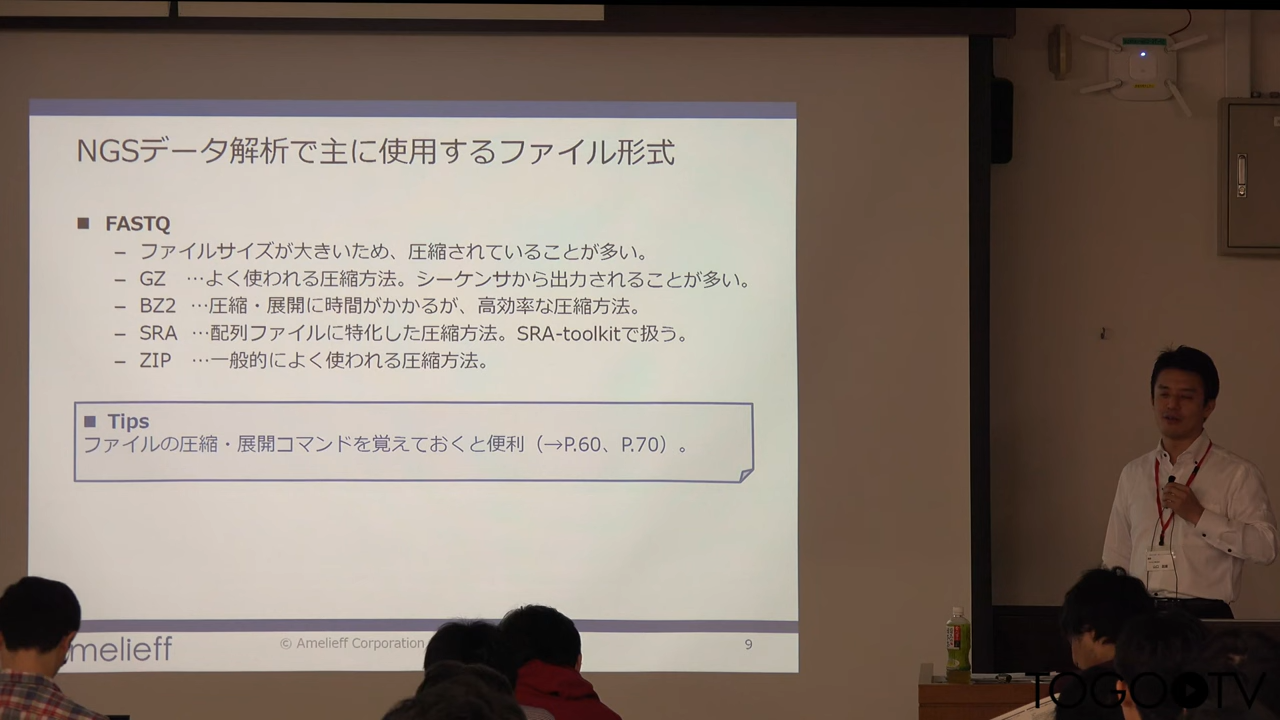 NGSデータ解析で主に使用するファイル形式
■ FASTQ
– ファイルサイズが大きいため、圧縮されていることが多い。
– GZ …よく使われる圧縮方法。シーケンサから出力されることが多い。
– BZ2 …圧縮・展開に時間がかかるが、高効率な圧縮方法。
– SRA …配列ファイルに特化した圧縮方法。SRA-toolkitで扱う。
– ZIP …一般的によく使われる圧縮方法。
■ Tips
ファイルの圧縮・展開コマンドを覚えておくと便利（→P.60、P.70）。
melieff
© Amelieff Corporation
9
TOGO TV